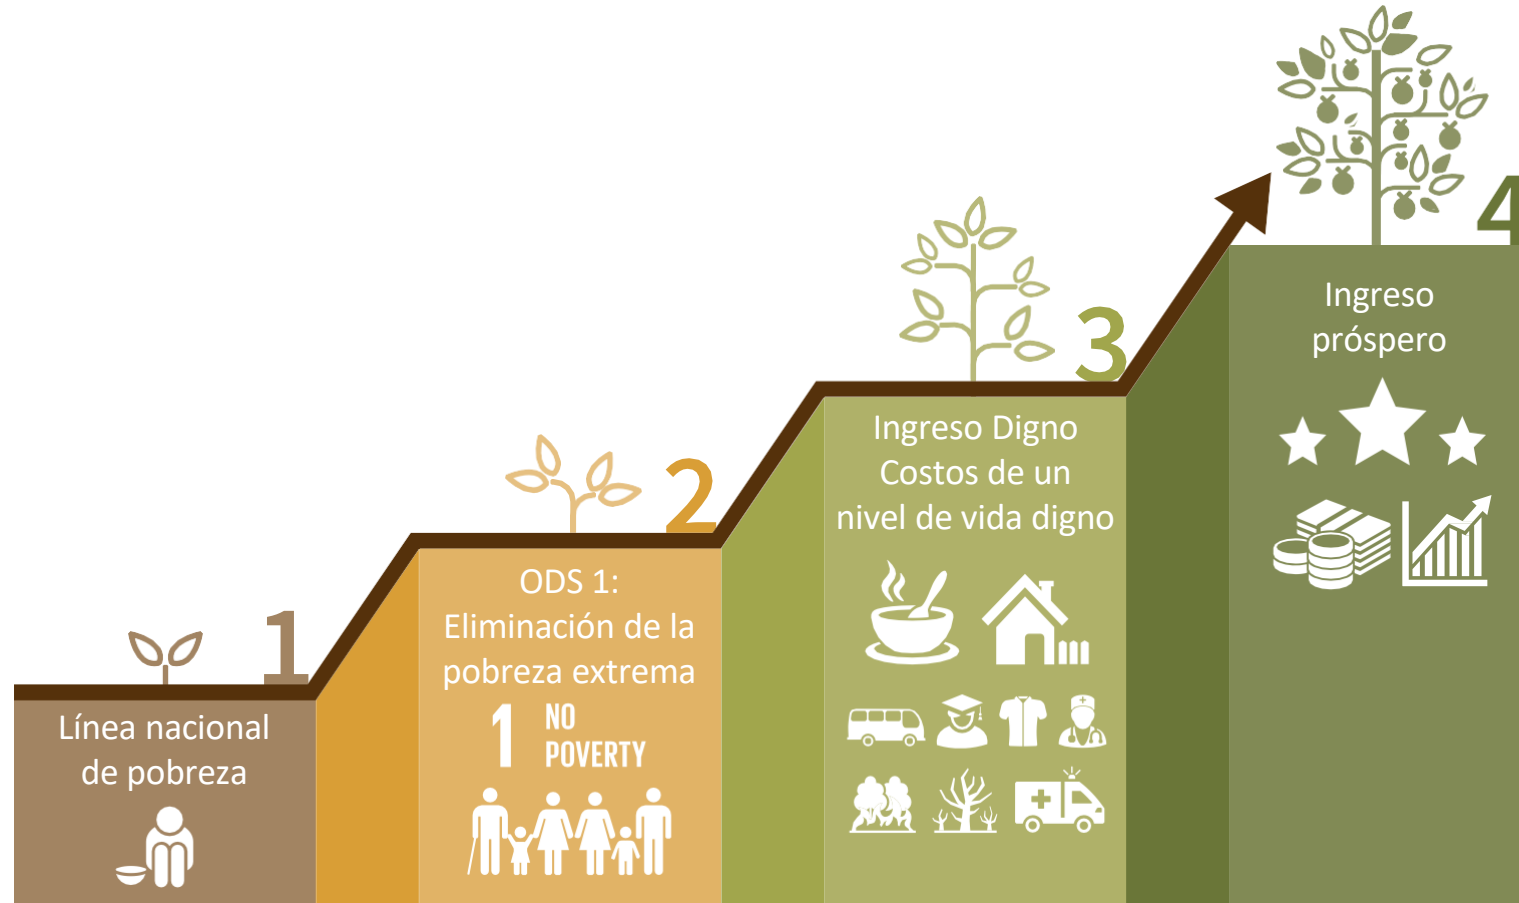 1
Línea nacional
de pobreza
2
ODS 1:
Eliminación de la
pobreza extrema
1 NO
POVERTY
3
Ingreso Digno
Costos de un
nivel de vida digno
4
Ingreso
próspero